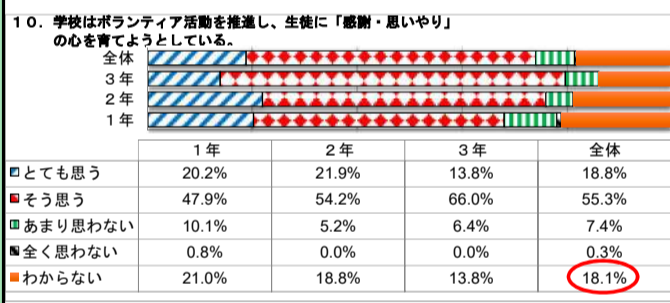 １０．学校はボランティア活動を推進し、生徒に「感謝・思いやり」
の心を育てようとしている。
全体
３年
２年
１年
１年 ２年 ３年 全体
とても思う 20.2% 21.9% 13.8% 18.8%
そう思う 47.9% 54.2% 66.0% 55.3%
あまり思わない 10.1% 5.2% 6.4% 7.4%
全く思わない 0.8% 0.0% 0.0% 0.3%
わからない 21.0% 18.8% 13.8% 18.1%